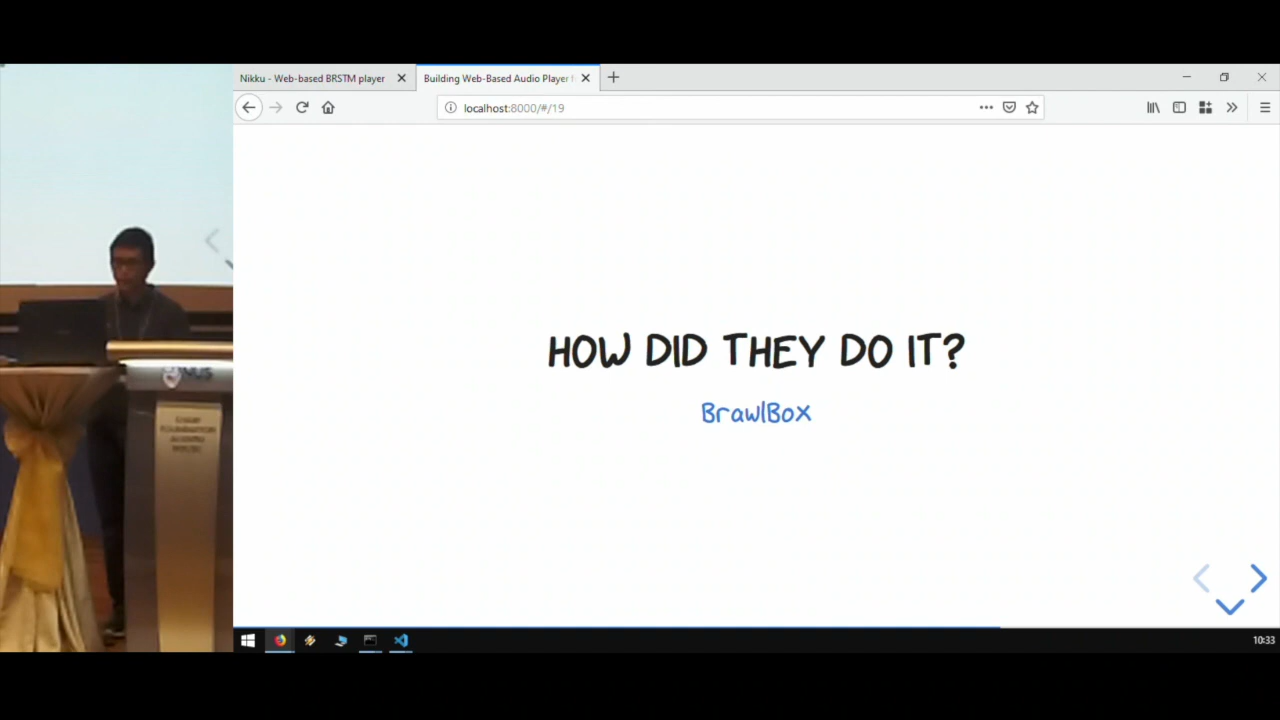 Nikku - Web-based BRSTM player
Building Web-Based Audio Player
localhost:8000/#/19
HOW DID THEY DO IT?
BrawlBox
10:33
NUS